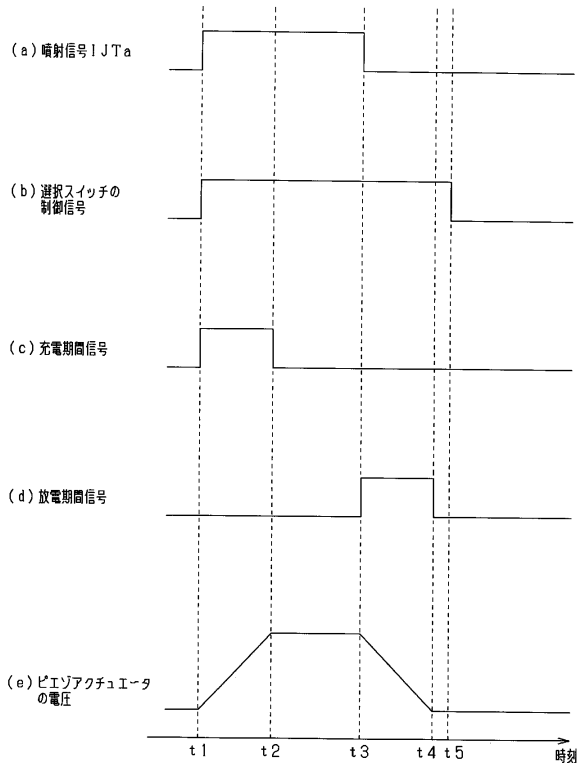 (a)噴射信号IJTa
(b)選択スイッチの
制御信号
(c)充電期間信号
(d)放電期間信号
(e)ピエゾアクチュエータ
の電圧
t1 t2 t3 t4 t5 時刻